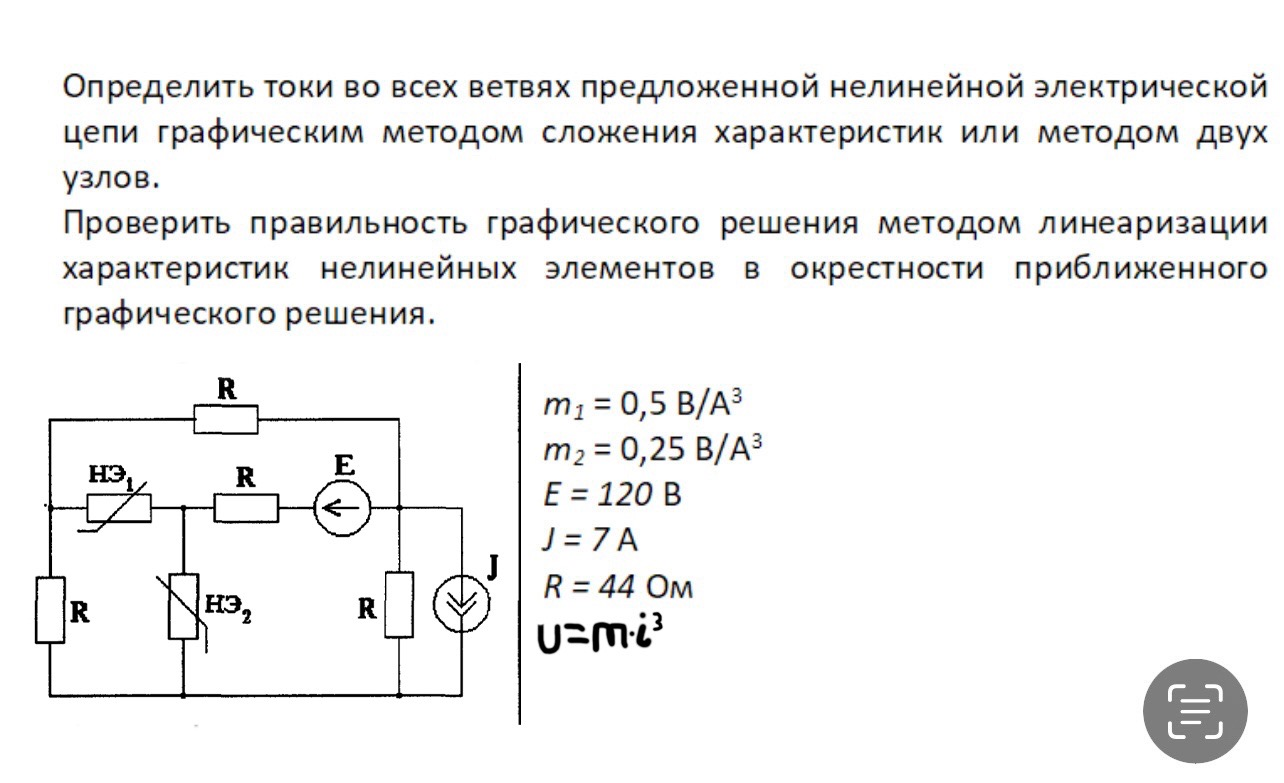 Определить токи во всех ветвях предложенной нелинейной электрической
цепи графическим методом сложения характеристик или методом двух
узлов.
Проверить правильность графического решения методом линеаризации
характеристик нелинейных элементов в окрестности приближенного
графического решения.
R
НЭ₁
R
E
R
НЭ₂
R
J
m₁ = 0,5 В/А³
m₂ = 0,25 В/А³
E = 120 В
J = 7 А
R = 44 Ом
U=m·i³